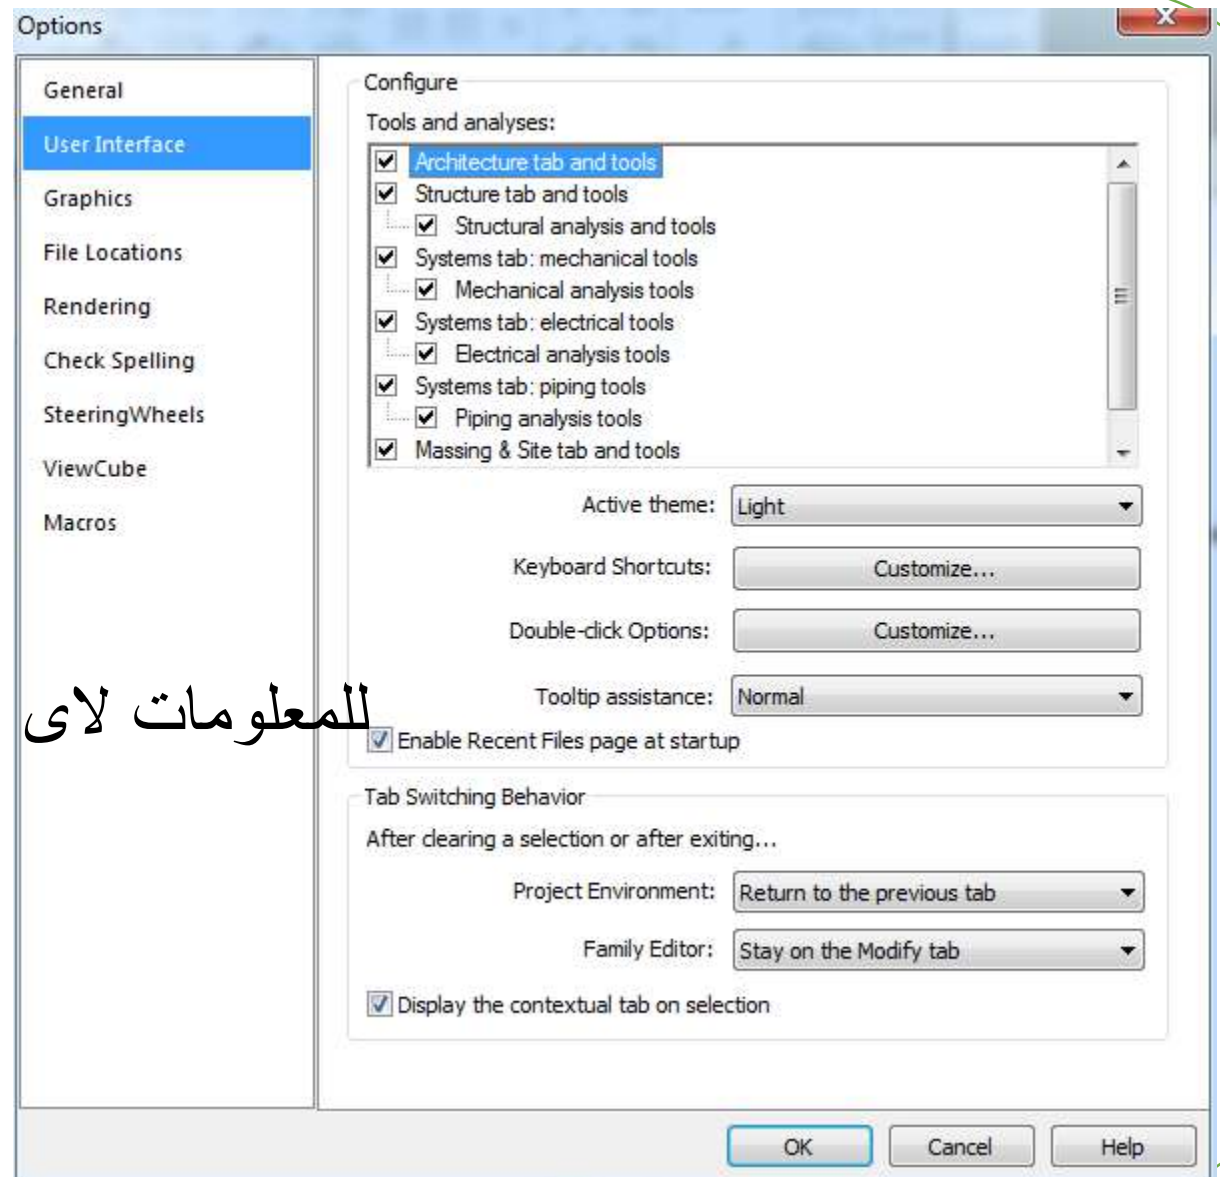 Options
General
User Interface
Graphics
File Locations
Rendering
Check Spelling
SteeringWheels
ViewCube
Macros
للمعلومات لاى
Configure
Tools and analyses:
Architecture tab and tools
Structure tab and tools
Structural analysis and tools
Systems tab: mechanical tools
Mechanical analysis tools
Systems tab: electrical tools
Electrical analysis tools
Systems tab: piping tools
Piping analysis tools
Massing & Site tab and tools
Active theme: Light
Keyboard Shortcuts: Customize...
Double-click Options: Customize...
Tooltip assistance: Normal
Enable Recent Files page at startup
Tab Switching Behavior
After clearing a selection or after exiting...
Project Environment: Return to the previous tab
Family Editor: Stay on the Modify tab
Display the contextual tab on selection
OK Cancel Help